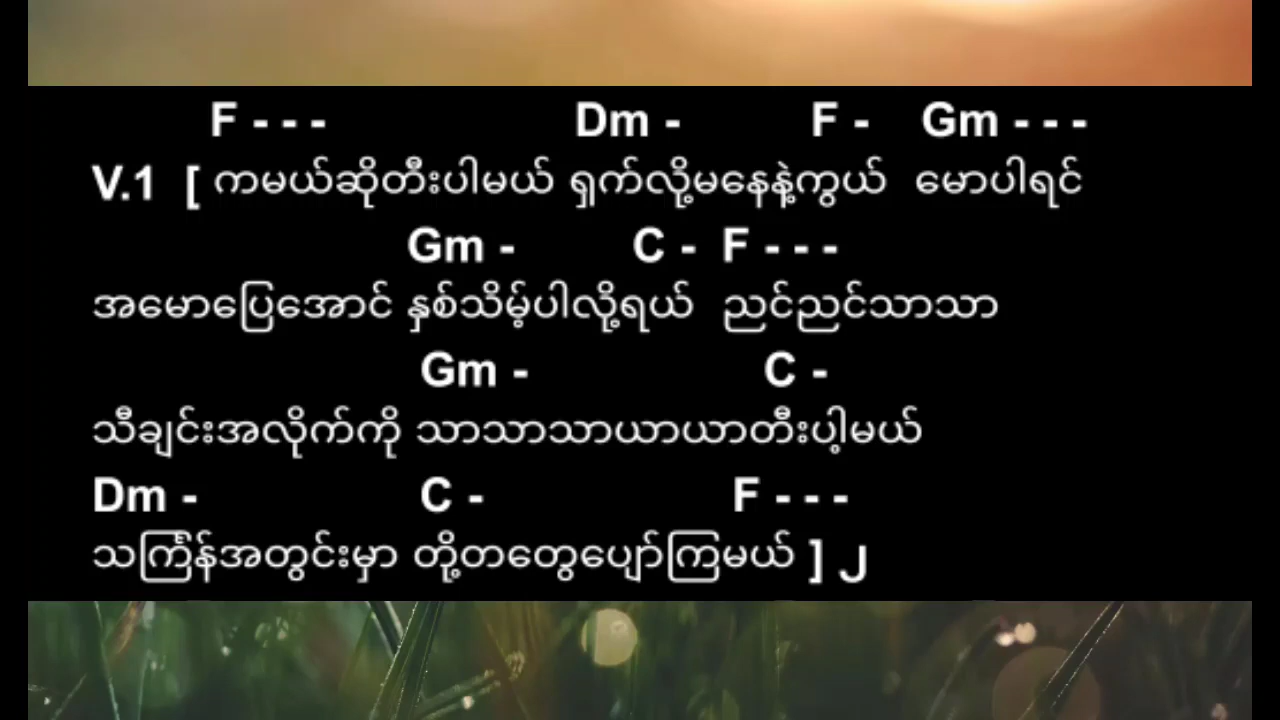 F - - - Dm - F - Gm - - -
V.1 [ ကမယ်ဆိုတီးပါမယ် ရှက်လို့မနေနဲ့ကွယ် မောပါရင်
Gm - C - F - - -
အမောပြေအောင် နှစ်သိမ့်ပါလို့ရယ် ညင်ညင်သာသာ
Gm - C -
သီချင်းအလိုက်ကို သာသာသာယာယာတီးပါ့မယ်
Dm - C - F - - -
သင်္ကြန်အတွင်းမှာ တို့တတွေပျော်ကြမယ် ] ၂